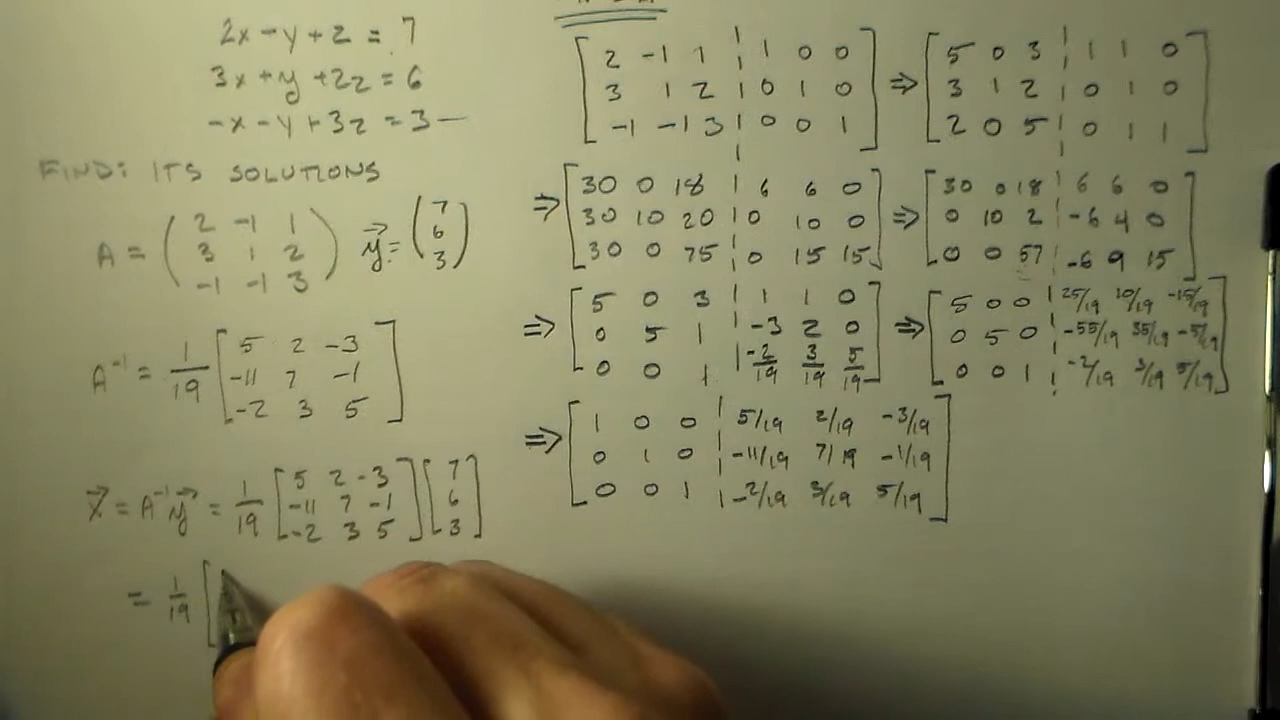 2x - y + z = 7
3x + y + 2z = 6
-x - y + 3z = 3
FIND: ITS SOLUTIONS
A = ( 2 -1 1
3 1 2
-1 -1 3 )
y = ( 7
6
3 )
A⁻¹ = 1/19 [ 5 2 -3
-11 7 -1
-2 3 5 ]
x = A⁻¹ y = 1/19 [ 5 2 -3
-11 7 -1
-2 3 5 ] [ 7
6
3 ]
= 1/19 [
[ 2 -1 1 | 1 0 0
3 1 2 | 0 1 0
-1 -1 3 | 0 0 1 ]
⇒ [ 5 0 3 | 1 1 0
3 1 2 | 0 1 0
2 0 5 | 0 1 1 ]
⇒ [ 30 0 18 | 6 6 0
30 10 20 | 0 10 0
30 0 75 | 0 15 15 ]
⇒ [ 30 0 18 | 6 6 0
0 10 2 | -6 4 0
0 0 57 | -6 9 15 ]
⇒ [ 5 0 3 | 1 1 0
0 5 1 | -3 2 0
0 0 1 | -2/19 3/19 5/19 ]
⇒ [ 5 0 0 | 25/19 10/19 -15/19
0 5 0 | -55/19 35/19 -5/19
0 0 1 | -2/19 3/19 5/19 ]
⇒ [ 1 0 0 | 5/19 2/19 -3/19
0 1 0 | -11/19 7/19 -1/19
0 0 1 | -2/19 3/19 5/19 ]